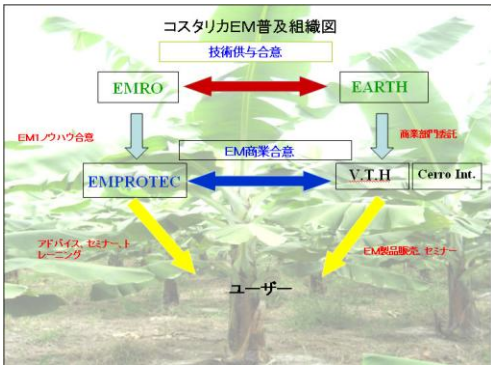 コスタリカEM普及組織図
技術供与合意
EMRO
EARTH
EM1ノウハウ合意
商業部門委託
EM商業合意
EMPROTEC
V.T.H
Cerro Int.
アドバイス、セミナー、ト
レーニング
EM製品販売、セミナー
ユーザー